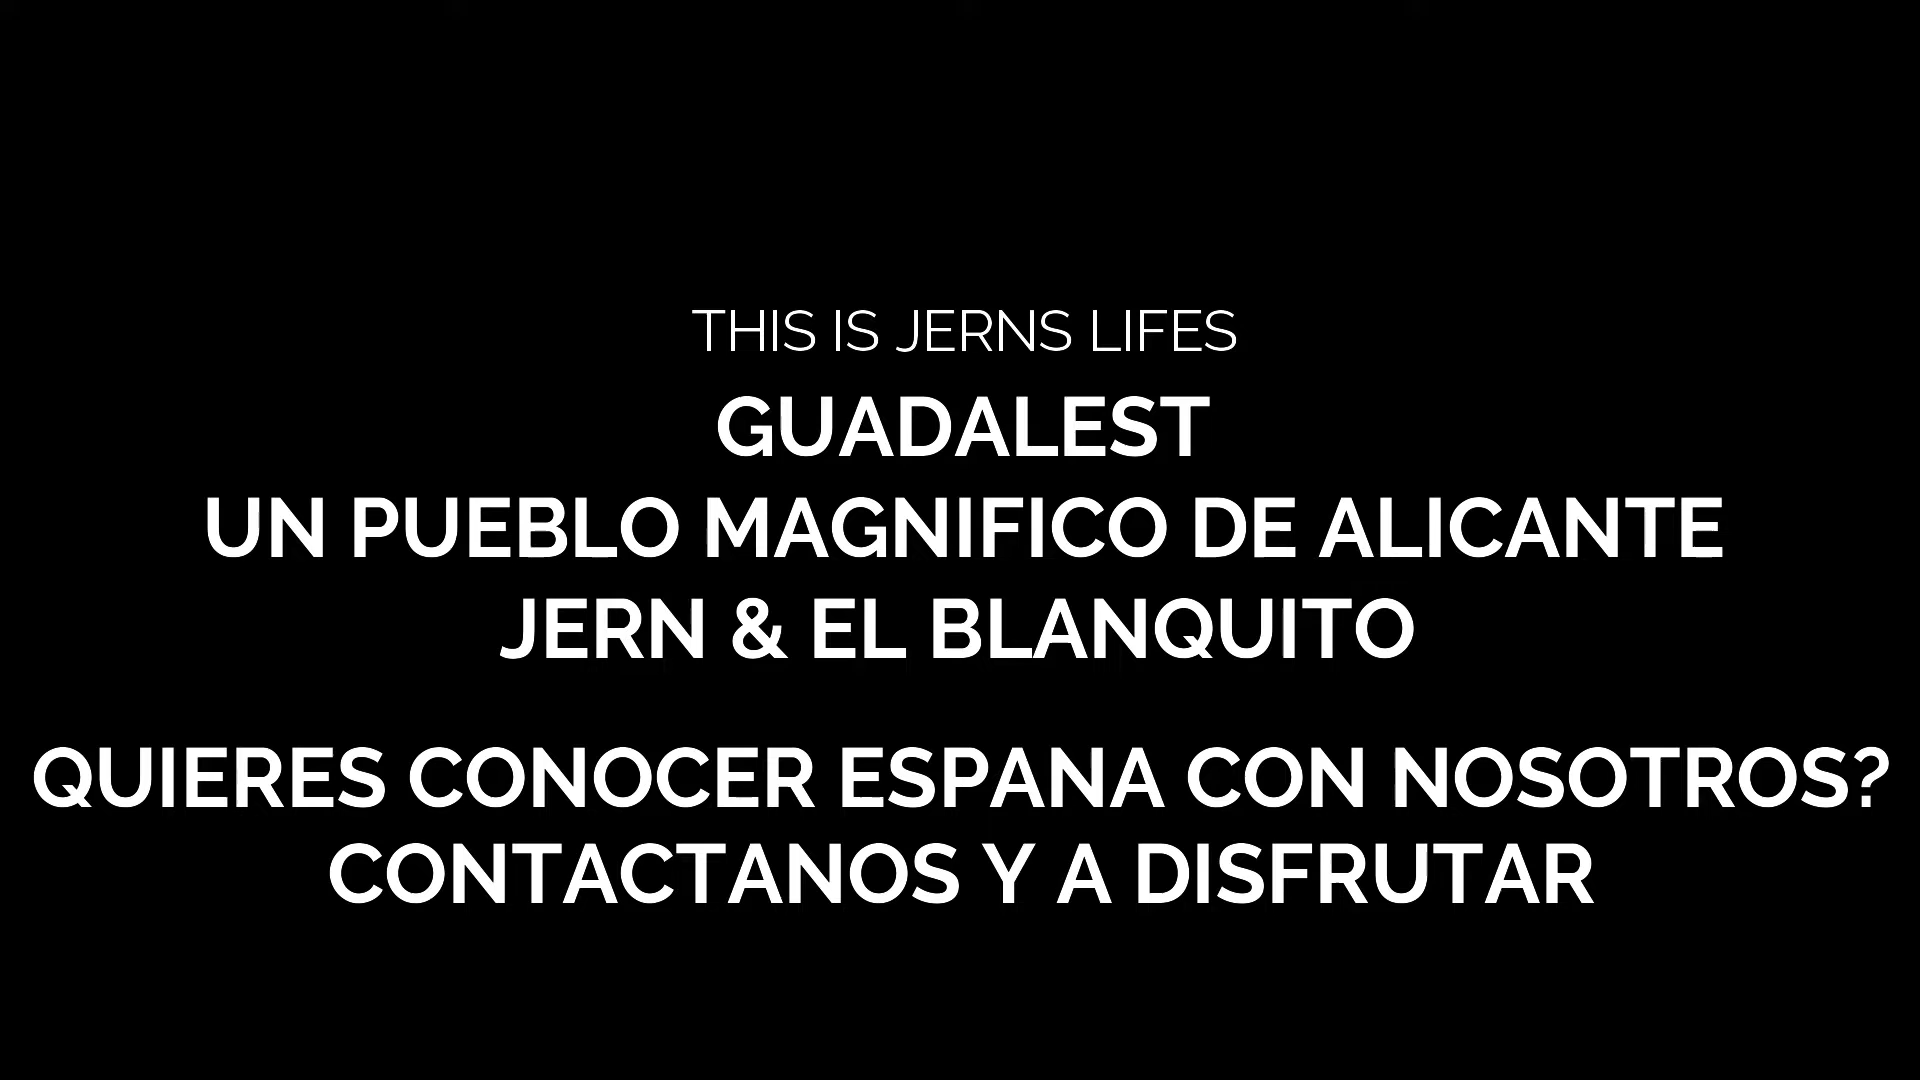 THIS IS JERNS LIFES
GUADALEST
UN PUEBLO MAGNIFICO DE ALICANTE
JERN & EL BLANQUITO
QUIERES CONOCER ESPANA CON NOSOTROS?
CONTACTANOS Y A DISFRUTAR